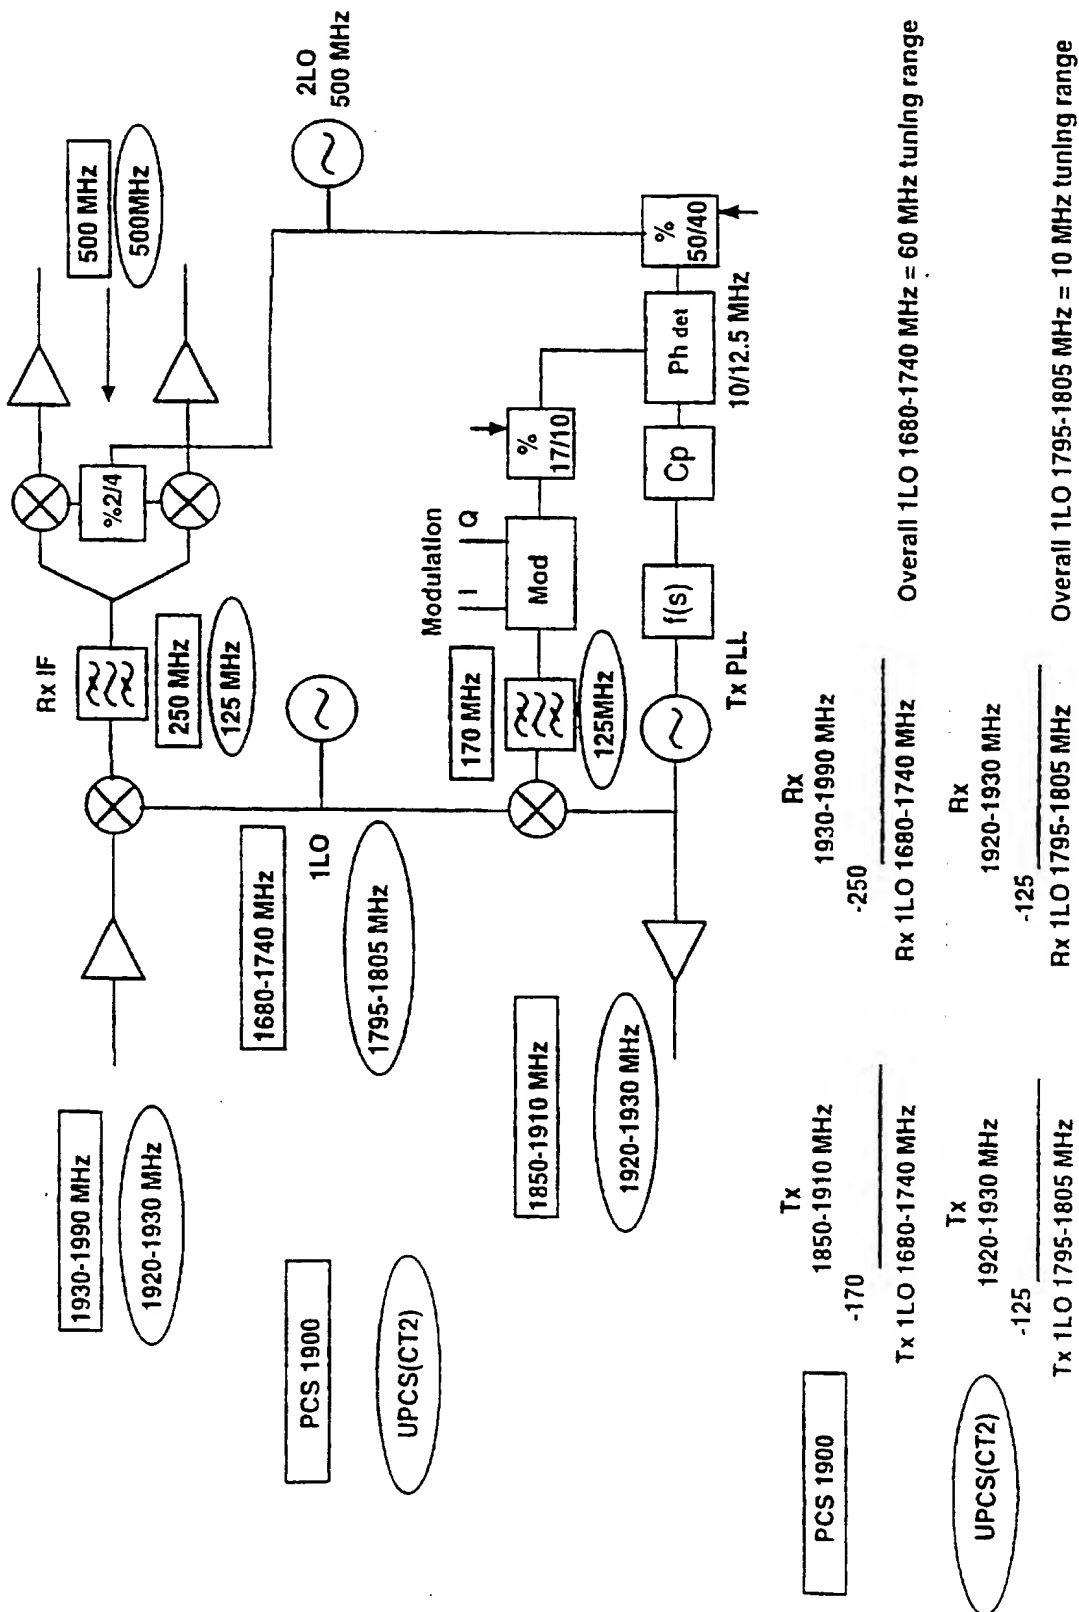 1930-1990 MHz
1920-1930 MHz
Rx IF
250 MHz
125 MHz
%2/4
500 MHz
500MHz
2LO
500 MHz
PCS 1900
UPCS(CT2)
1680-1740 MHz
1795-1805 MHz
1LO
1850-1910 MHz
1920-1930 MHz
170 MHz
125MHz
Modulation
I Q
Mod
%
17/10
Tx PLL
f(s)
Cp
Ph det
10/12.5 MHz
%
50/40
PCS 1900
Tx
1850-1910 MHz
-170
Tx 1LO 1680-1740 MHz
Rx
1930-1990 MHz
-250
Rx 1LO 1680-1740 MHz
Overall 1LO 1680-1740 MHz = 60 MHz tuning range
UPCS(CT2)
Tx
1920-1930 MHz
-125
Tx 1LO 1795-1805 MHz
Rx
1920-1930 MHz
-125
Rx 1LO 1795-1805 MHz
Overall 1LO 1795-1805 MHz = 10 MHz tuning range